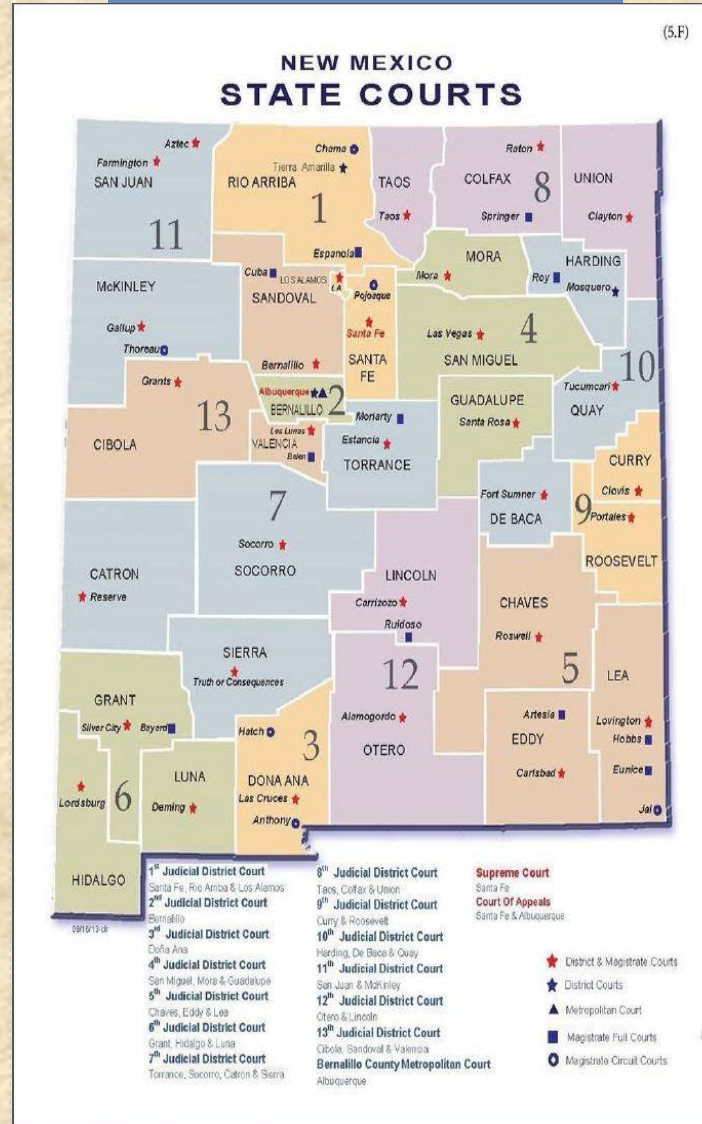 (5.F)
NEW MEXICO
STATE COURTS
Aztec
Farmington
SAN JUAN
11
Chama
Tierra Amarilla
RIO ARRIBA
1
Espanola
TAOS
Taos
Raton
COLFAX
8
Springer
UNION
Clayton
MORA
Mora
HARDING
Roy
Mosquero
McKINLEY
Gallup
Thoreau
Cuba
SANDOVAL
Bernalillo
LOS ALAMOS
LA
Pojoaque
Santa Fe
SANTA
FE
Las Vegas
4
SAN MIGUEL
10
Tucumcari
QUAY
GUADALUPE
Santa Rosa
Grants
13
CIBOLA
Albuquerque
2
BERNALILLO
Los Lunas
VALENCIA
Belen
Moriarty
Estancia
TORRANCE
CURRY
Clovis
9
Portales
ROOSEVELT
Fort Sumner
DE BACA
7
Socorro
SOCORRO
CATRON
Reserve
LINCOLN
Carrizozo
Ruidoso
CHAVES
Roswell
5
SIERRA
Truth or Consequences
12
Alamogordo
OTERO
LEA
Lovington
Hobbs
Eunice
Jal
Artesia
EDDY
Carlsbad
GRANT
Silver City
Bayard
Hatch
3
DONA ANA
Las Cruces
Anthony
LUNA
Deming
6
Lordsburg
HIDALGO
1st Judicial District Court
Santa Fe, Rio Arriba & Los Alamos
2nd Judicial District Court
Bernalillo
3rd Judicial District Court
Doña Ana
4th Judicial District Court
San Miguel, Mora & Guadalupe
5th Judicial District Court
Chaves, Eddy & Lea
6th Judicial District Court
Grant, Hidalgo & Luna
7th Judicial District Court
Torrance, Socorro, Catron & Sierra
8th Judicial District Court
Taos, Colfax & Union
9th Judicial District Court
Curry & Roosevelt
10th Judicial District Court
Harding, De Baca & Quay
11th Judicial District Court
San Juan & McKinley
12th Judicial District Court
Otero & Lincoln
13th Judicial District Court
Cibola, Sandoval & Valencia
Bernalillo County Metropolitan Court
Albuquerque
Supreme Court
Santa Fe
Court Of Appeals
Santa Fe & Albuquerque
District & Magistrate Courts
District Courts
Metropolitan Court
Magistrate Full Courts
Magistrate Circuit Courts